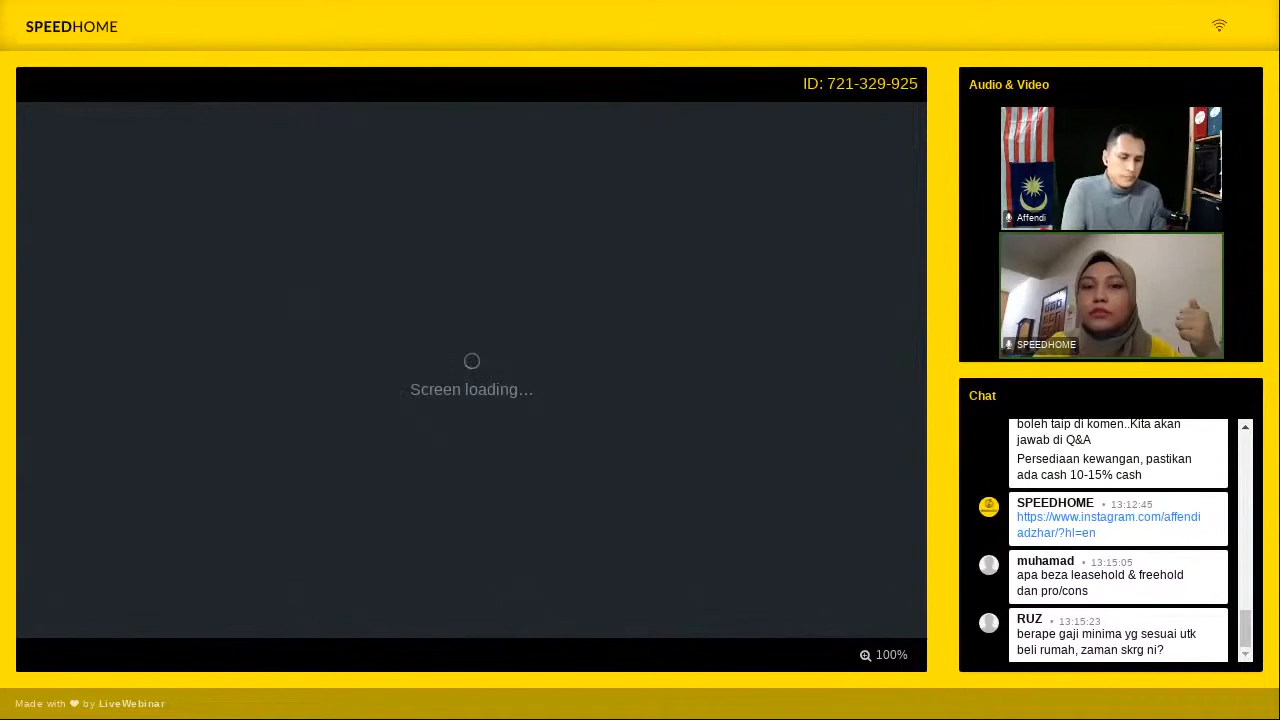 SPEEDHOME
ID: 721-329-925
Screen loading...
100%
Made with by LiveWebinar
Audio & Video
Affendi
SPEEDHOME
Chat
boleh taip di komen..Kita akan
jawab di Q&A
Persediaan kewangan, pastikan
ada cash 10-15% cash
SPEEDHOME • 13:12:45
https://www.instagram.com/affendi
adzhar/?hl=en
muhamad • 13:15:05
apa beza leasehold & freehold
dan pro/cons
RUZ • 13:15:23
berape gaji minima yg sesuai utk
beli rumah, zaman skrg ni?